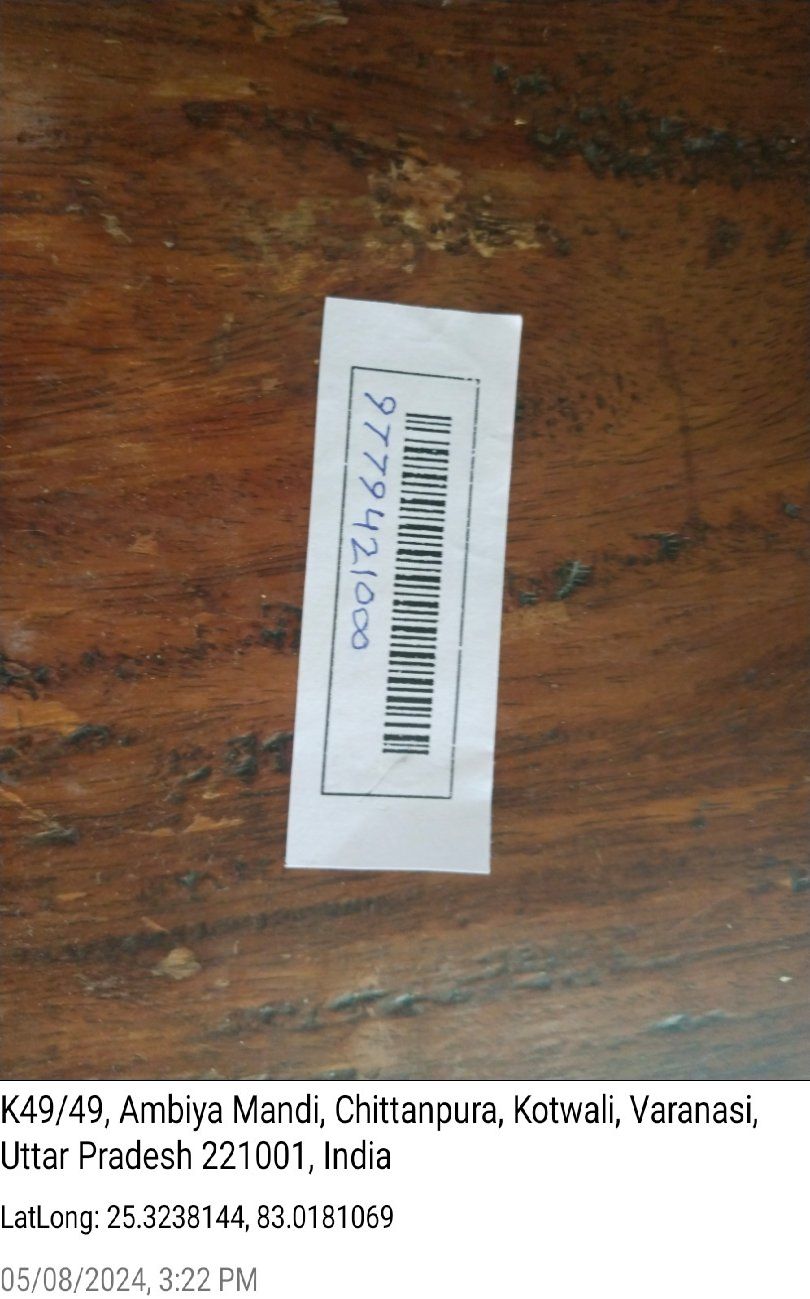 9779421000
K49/49, Ambiya Mandi, Chittanpura, Kotwali, Varanasi,
Uttar Pradesh 221001, India
LatLong: 25.3238144, 83.0181069
05/08/2024, 3:22 PM